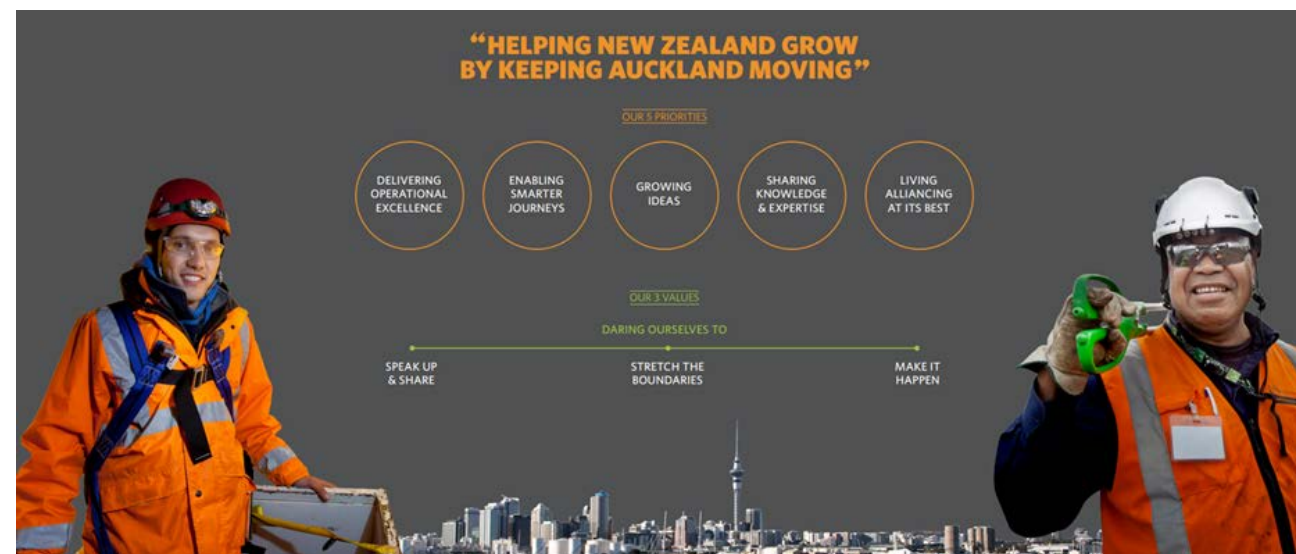 “HELPING NEW ZEALAND GROW
BY KEEPING AUCKLAND MOVING”
OUR 5 PRIORITIES
DELIVERING
OPERATIONAL
EXCELLENCE
ENABLING
SMARTER
JOURNEYS
GROWING
IDEAS
SHARING
KNOWLEDGE
& EXPERTISE
LIVING
ALLIANCING
AT ITS BEST
OUR 3 VALUES
DARING OURSELVES TO
SPEAK UP
& SHARE
STRETCH THE
BOUNDARIES
MAKE IT
HAPPEN